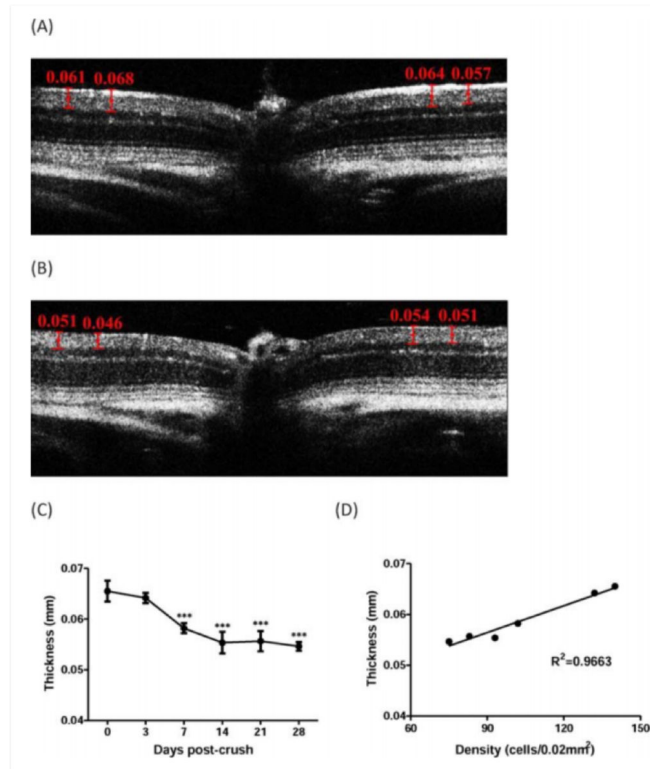 (A)
0.061 0.068 0.064 0.057
(B)
0.051 0.046 0.054 0.051
(C)
0.07
0.06
0.05
0.04
Thickness (mm)
*** *** *** ***
0 3 7 14 21 28
Days post-crush
(D)
0.07
0.06
0.05
0.04
Thickness (mm)
R²=0.9663
60 90 120 150
Density (cells/0.02mm²)